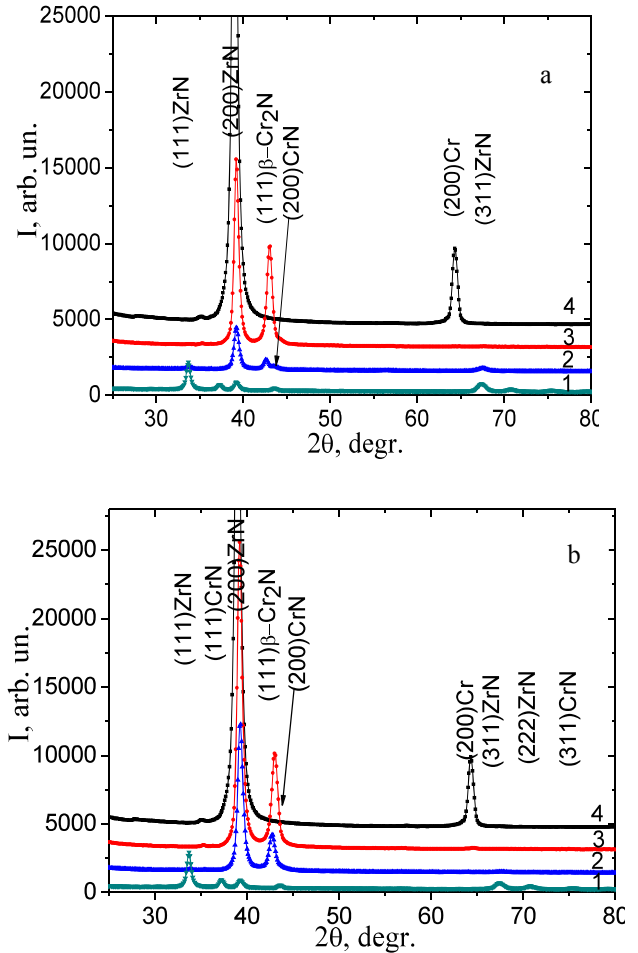 25000
20000
15000
10000
5000
0
I, arb. un.
a
(111)ZrN
(200)ZrN
(111)β−Cr2N
(200)CrN
(200)Cr
(311)ZrN
4
3
2
1
30 40 50 60 70 80
2θ, degr.
25000
20000
15000
10000
5000
0
I, arb. un.
b
(111)ZrN
(111)CrN
(200)ZrN
(111)β−Cr2N
(200)CrN
(200)Cr
(311)ZrN
(222)ZrN
(311)CrN
4
3
2
1
30 40 50 60 70 80
2θ, degr.